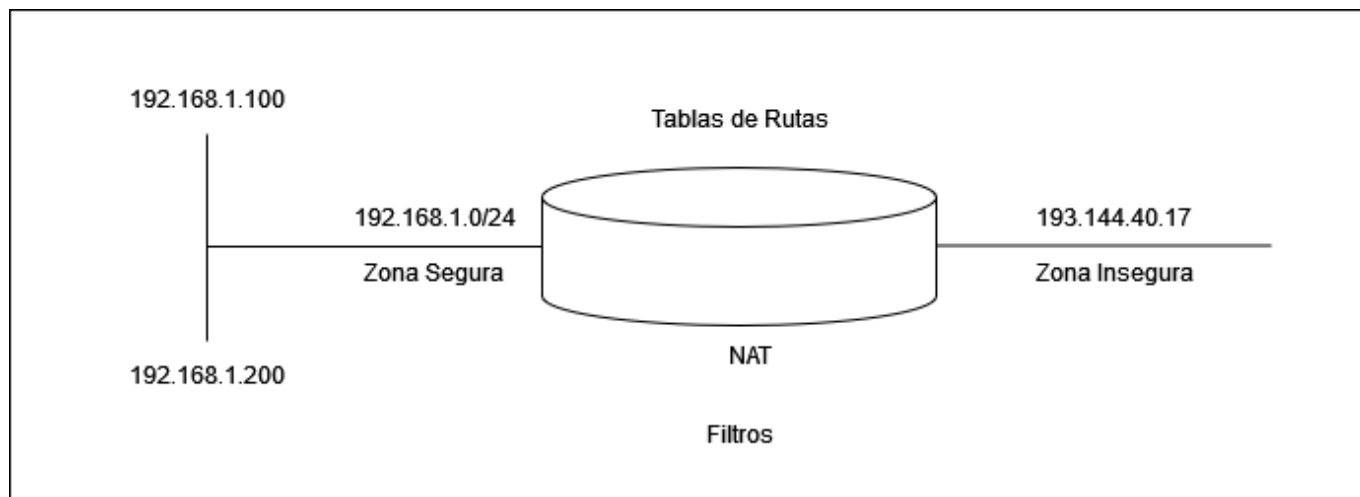 192.168.1.100
Tablas de Rutas
192.168.1.0/24
193.144.40.17
Zona Segura
Zona Insegura
NAT
192.168.1.200
Filtros